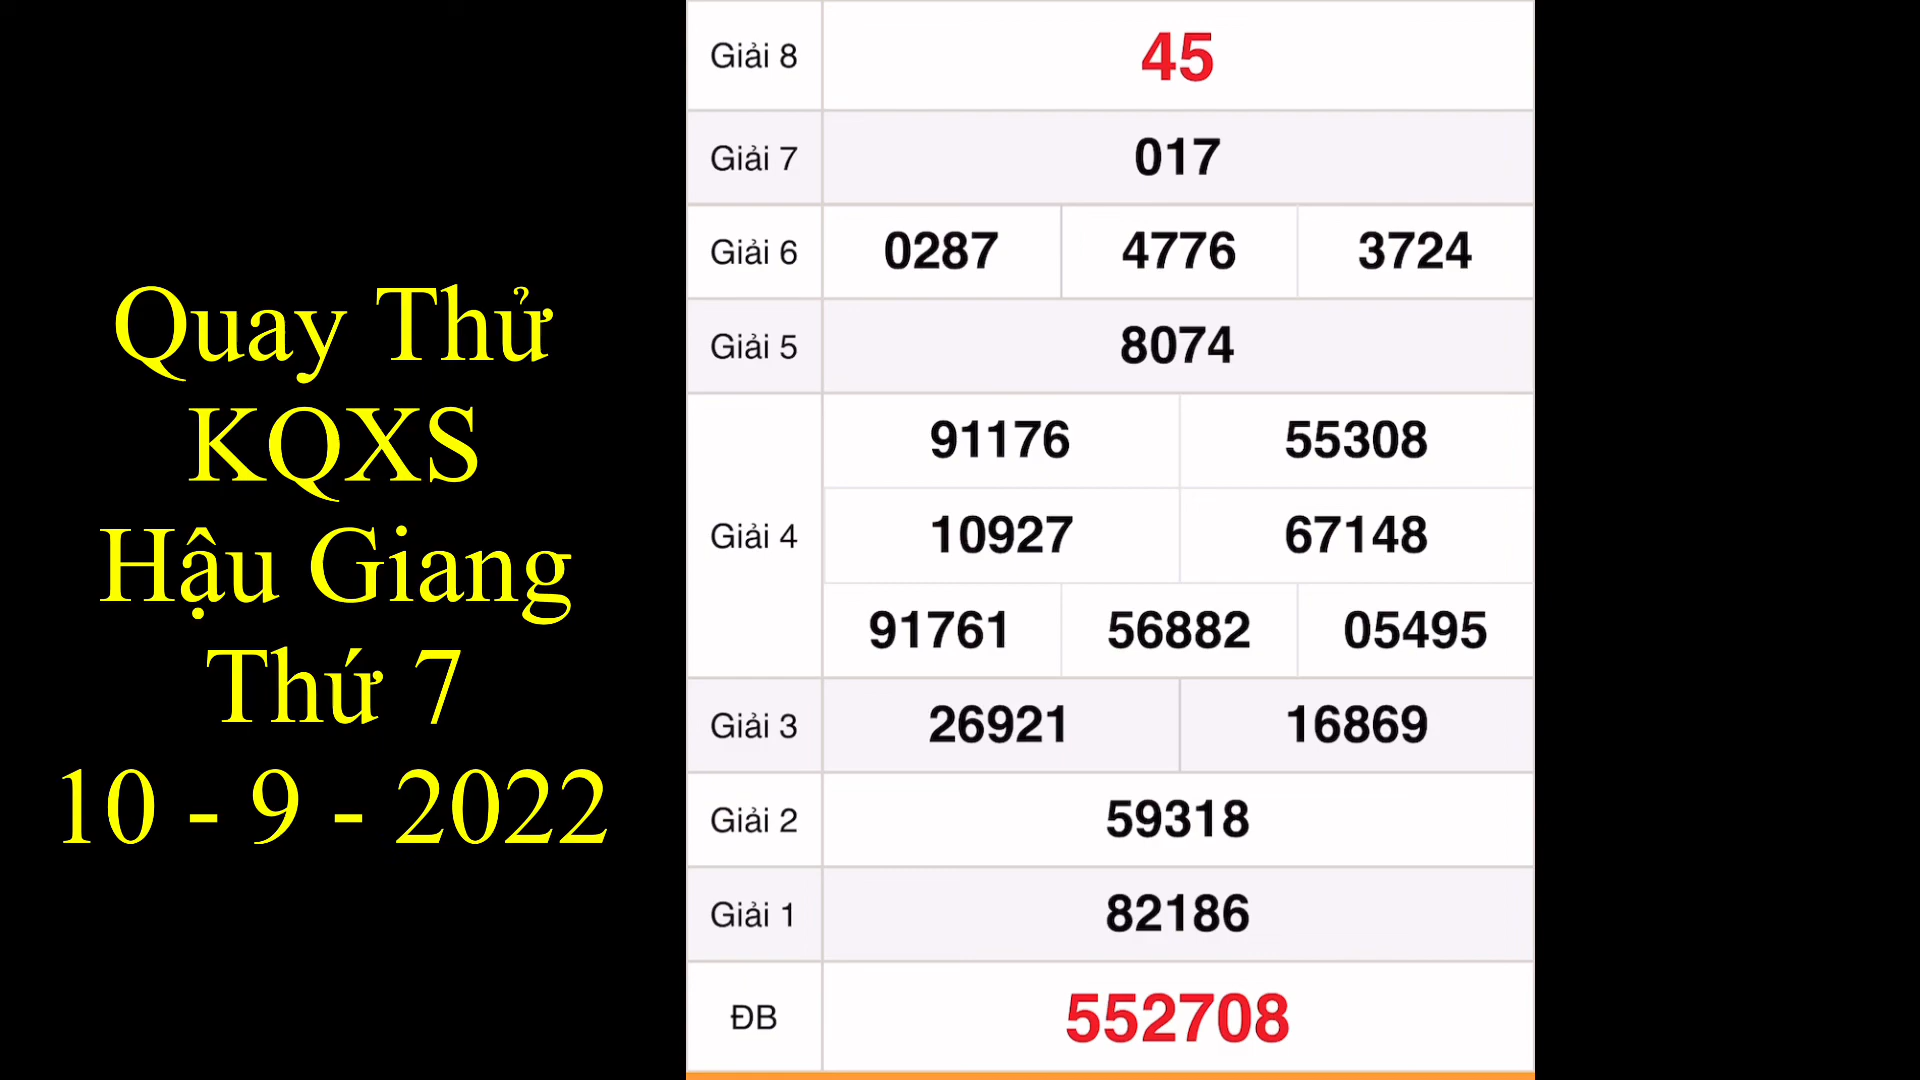 Quay Thử
KQXS
Hậu Giang
Thứ 7
10 - 9 - 2022
Giải 8 45
Giải 7 017
Giải 6 0287 4776 3724
Giải 5 8074
Giải 4
91176 55308
10927 67148
91761 56882 05495
Giải 3 26921 16869
Giải 2 59318
Giải 1 82186
ĐB 552708